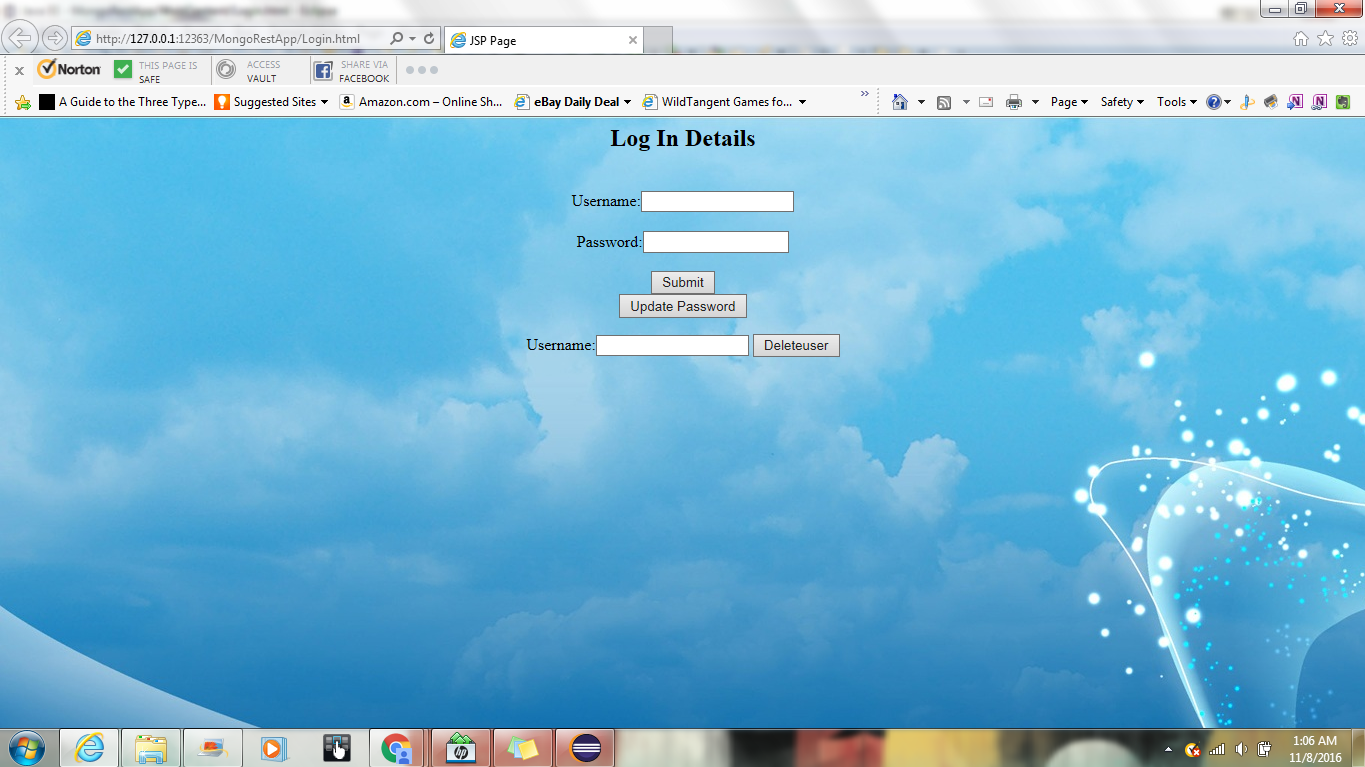 http://127.0.0.1:12363/MongoRestApp/Login.html
JSP Page
Norton
THIS PAGE IS
SAFE
ACCESS
VAULT
SHARE VIA
FACEBOOK
A Guide to the Three Type...
Suggested Sites
Amazon.com – Online Sh...
eBay Daily Deal
WildTangent Games fo...
Page
Safety
Tools
Log In Details
Username:
Password:
Submit
Update Password
Username:
Deleteuser
hp
1:06 AM
11/8/2016